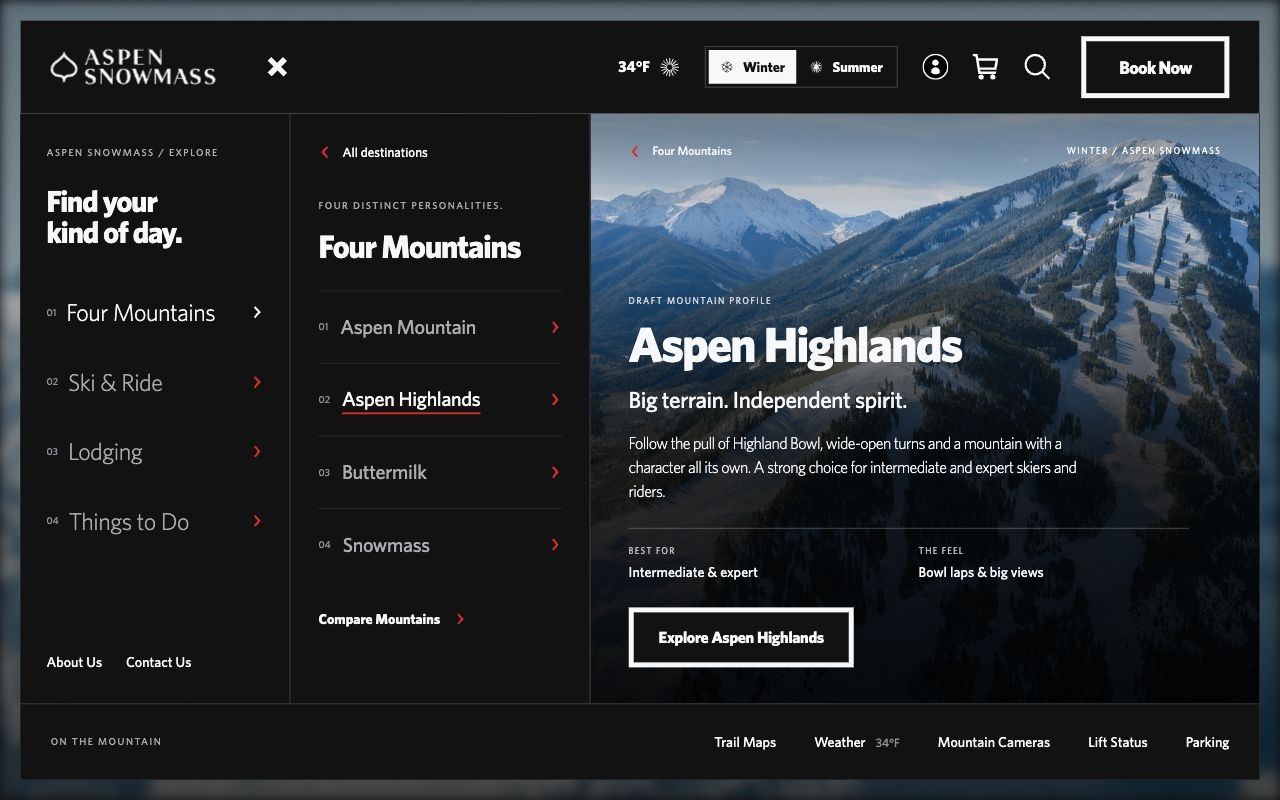 ASPEN
SNOWMASS
34°F
Winter
Summer
Book Now
ASPEN SNOWMASS / EXPLORE
Find your
kind of day.
01 Four Mountains
02 Ski & Ride
03 Lodging
04 Things to Do
About Us
Contact Us
All destinations
FOUR DISTINCT PERSONALITIES.
Four Mountains
01 Aspen Mountain
02 Aspen Highlands
03 Buttermilk
04 Snowmass
Compare Mountains
Four Mountains
WINTER / ASPEN SNOWMASS
DRAFT MOUNTAIN PROFILE
Aspen Highlands
Big terrain. Independent spirit.
Follow the pull of Highland Bowl, wide-open turns and a mountain with a
character all its own. A strong choice for intermediate and expert skiers and
riders.
BEST FOR
Intermediate & expert
THE FEEL
Bowl laps & big views
Explore Aspen Highlands
ON THE MOUNTAIN
Trail Maps
Weather 34°F
Mountain Cameras
Lift Status
Parking